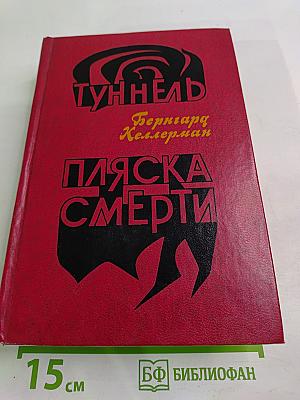 ТУННЕЛЬ
Бернгард
Келлерман
ПЛЯСКА
СМЕРТИ
15 см
БФ БИБЛИОФАН